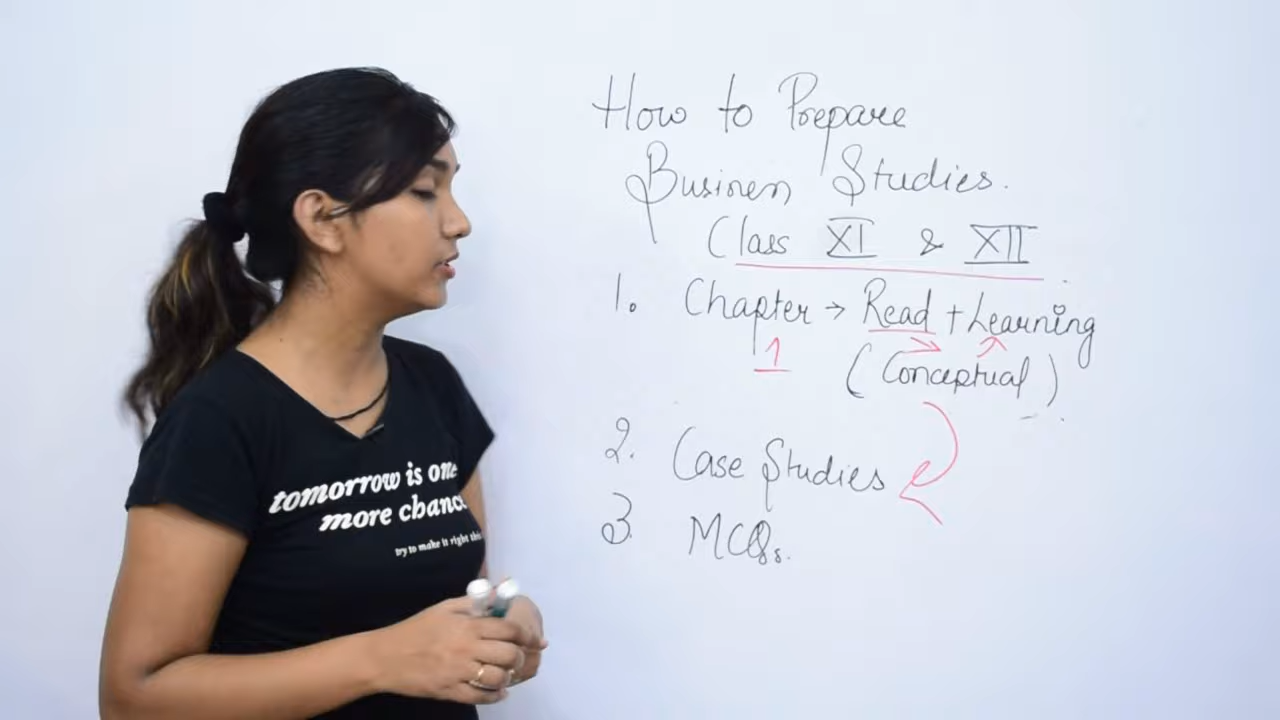 How to Prepare
Business Studies.
Class XI & XII
1. Chapter → Read + Learning
1
(Conceptual)
2. Case Studies
3. MCQs.
tomorrow is one
more chance
try to make it right this